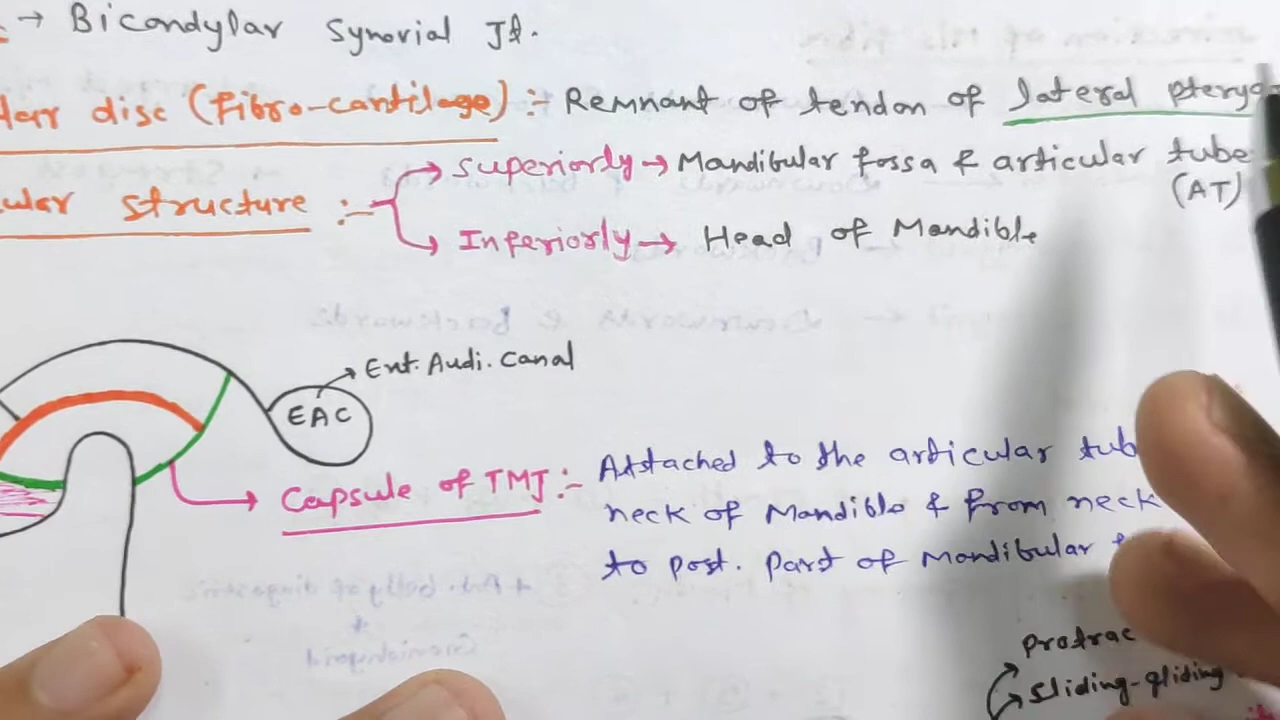 → Bicondylar Synovial Jt.
lar disc (fibro-cartilage) :- Remnant of tendon of lateral pteryg
cular structure :-
→ Superiorly → Mandibular fossa & articular tube
(AT)
→ Inferiorly → Head of Mandible
Ext. Audi. Canal
EAC
Capsule of TMJ :- Attached to the articular tub
neck of Mandible & from neck
to post. part of Mandibular
Protrac
Sliding-gliding